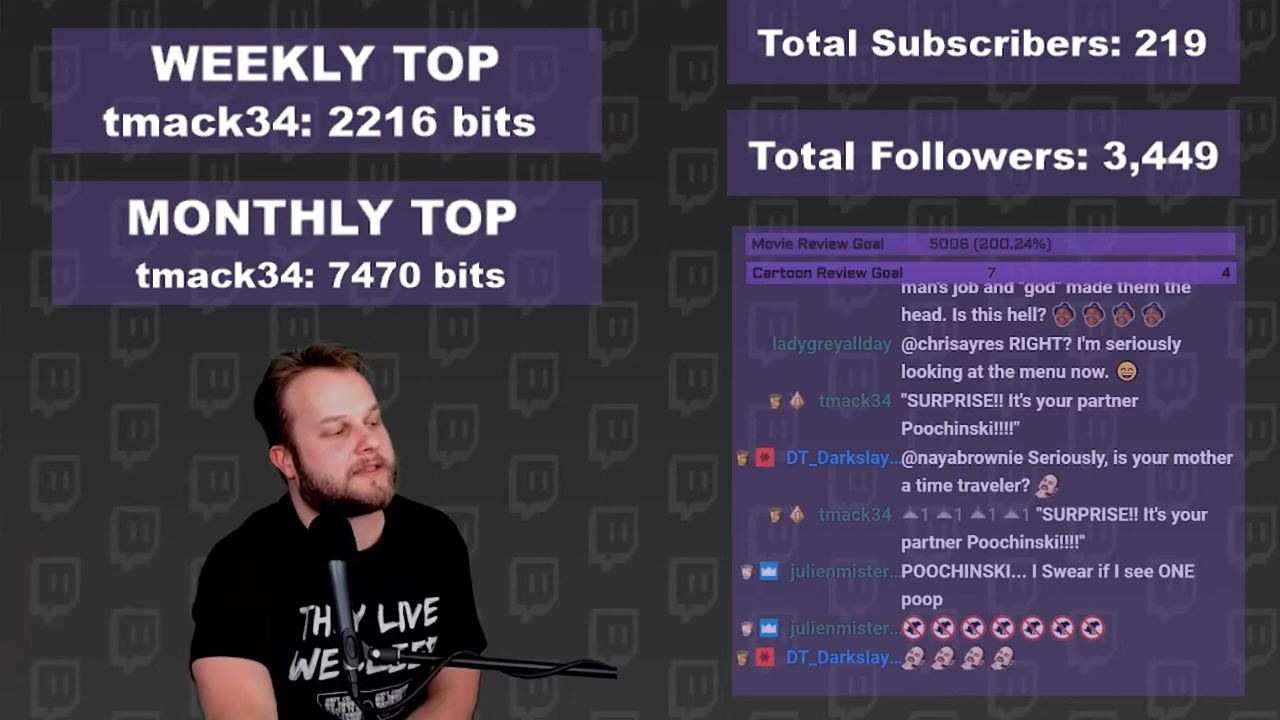 WEEKLY TOP
tmack34: 2216 bits
MONTHLY TOP
tmack34: 7470 bits
Total Subscribers: 219
Total Followers: 3,449
Movie Review Goal 5006 (200.24%)
Cartoon Review Goal 7 4
man's job and "god" made them the
head. Is this hell?
ladygreyallday @chrisayres RIGHT? I'm seriously
looking at the menu now.
tmack34 "SURPRISE!! It's your partner
Poochinski!!!!"
DT_Darkslay... @nayabrownie Seriously, is your mother
a time traveler?
tmack34 1 1 1 1 "SURPRISE!! It's your
partner Poochinski!!!!"
julienmister... POOCHINSKI... I Swear if I see ONE
poop
julienmister...
DT_Darkslay...
THEY LIVE
WE